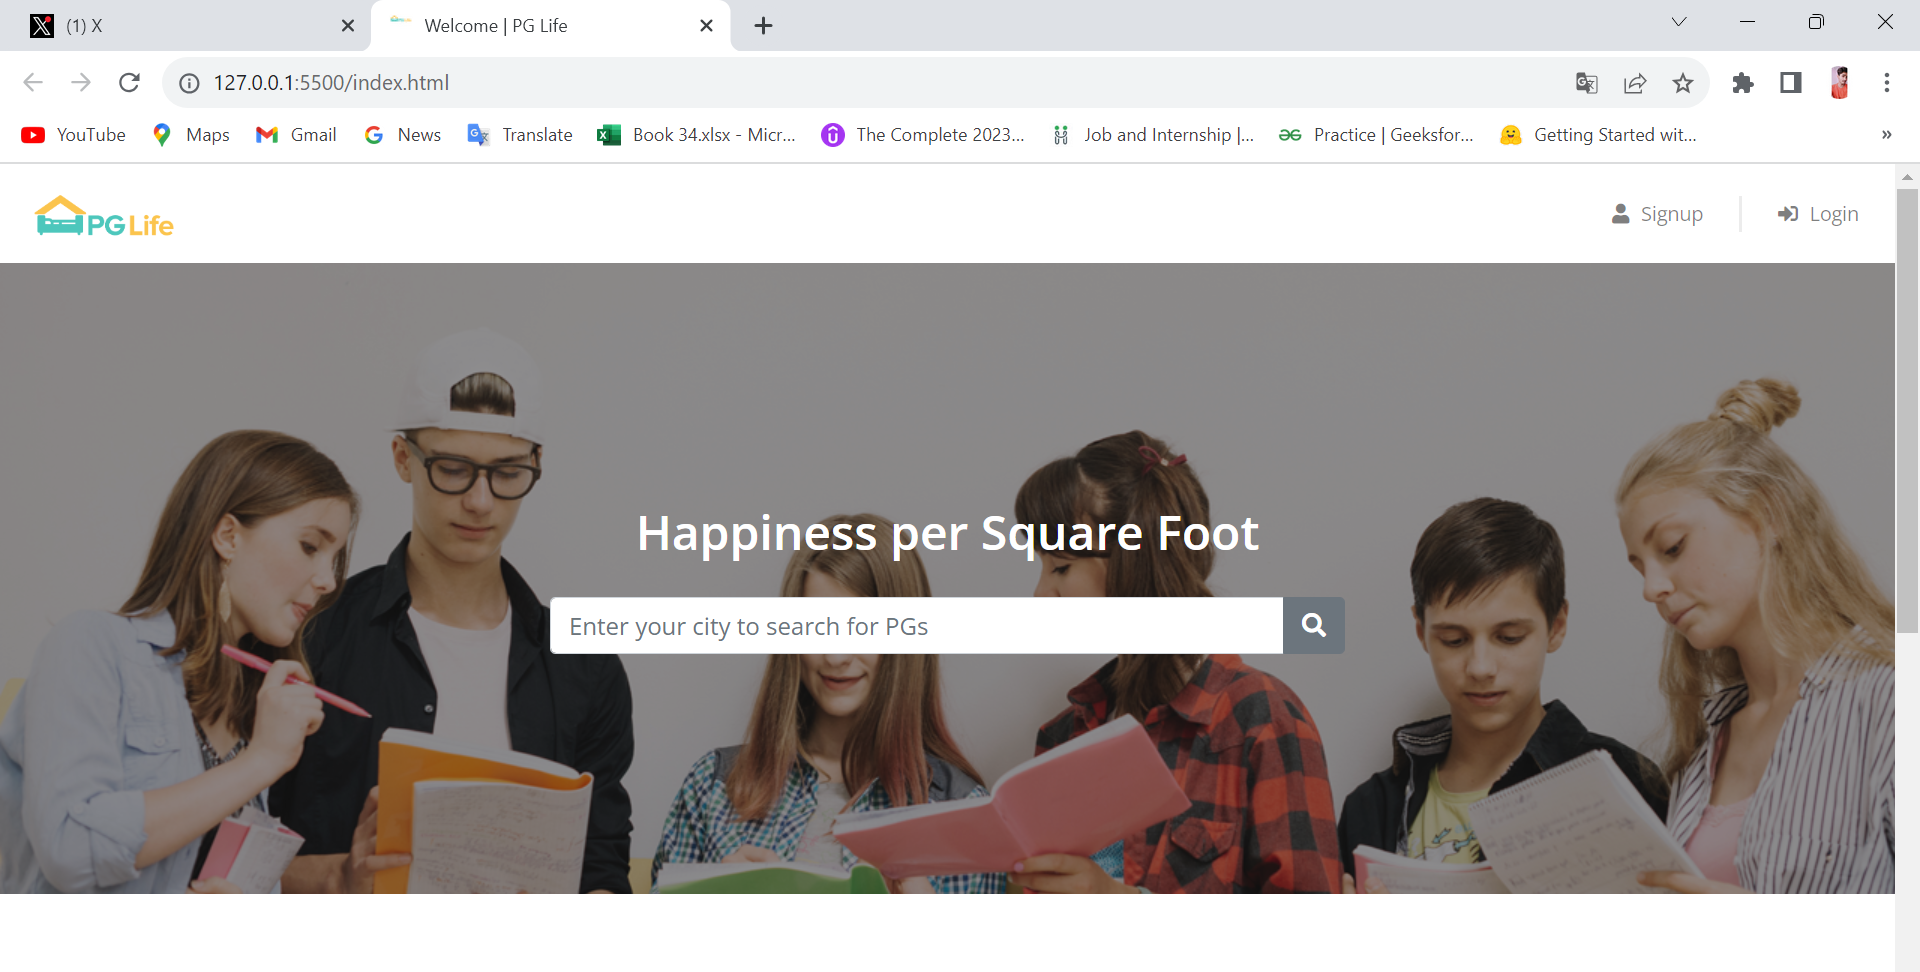 (1) X
Welcome | PG Life
127.0.0.1:5500/index.html
YouTube Maps Gmail News Translate Book 34.xlsx - Micr... The Complete 2023... Job and Internship |... Practice | Geeksfor... Getting Started wit... »
PG Life
Signup
Login
Happiness per Square Foot
Enter your city to search for PGs